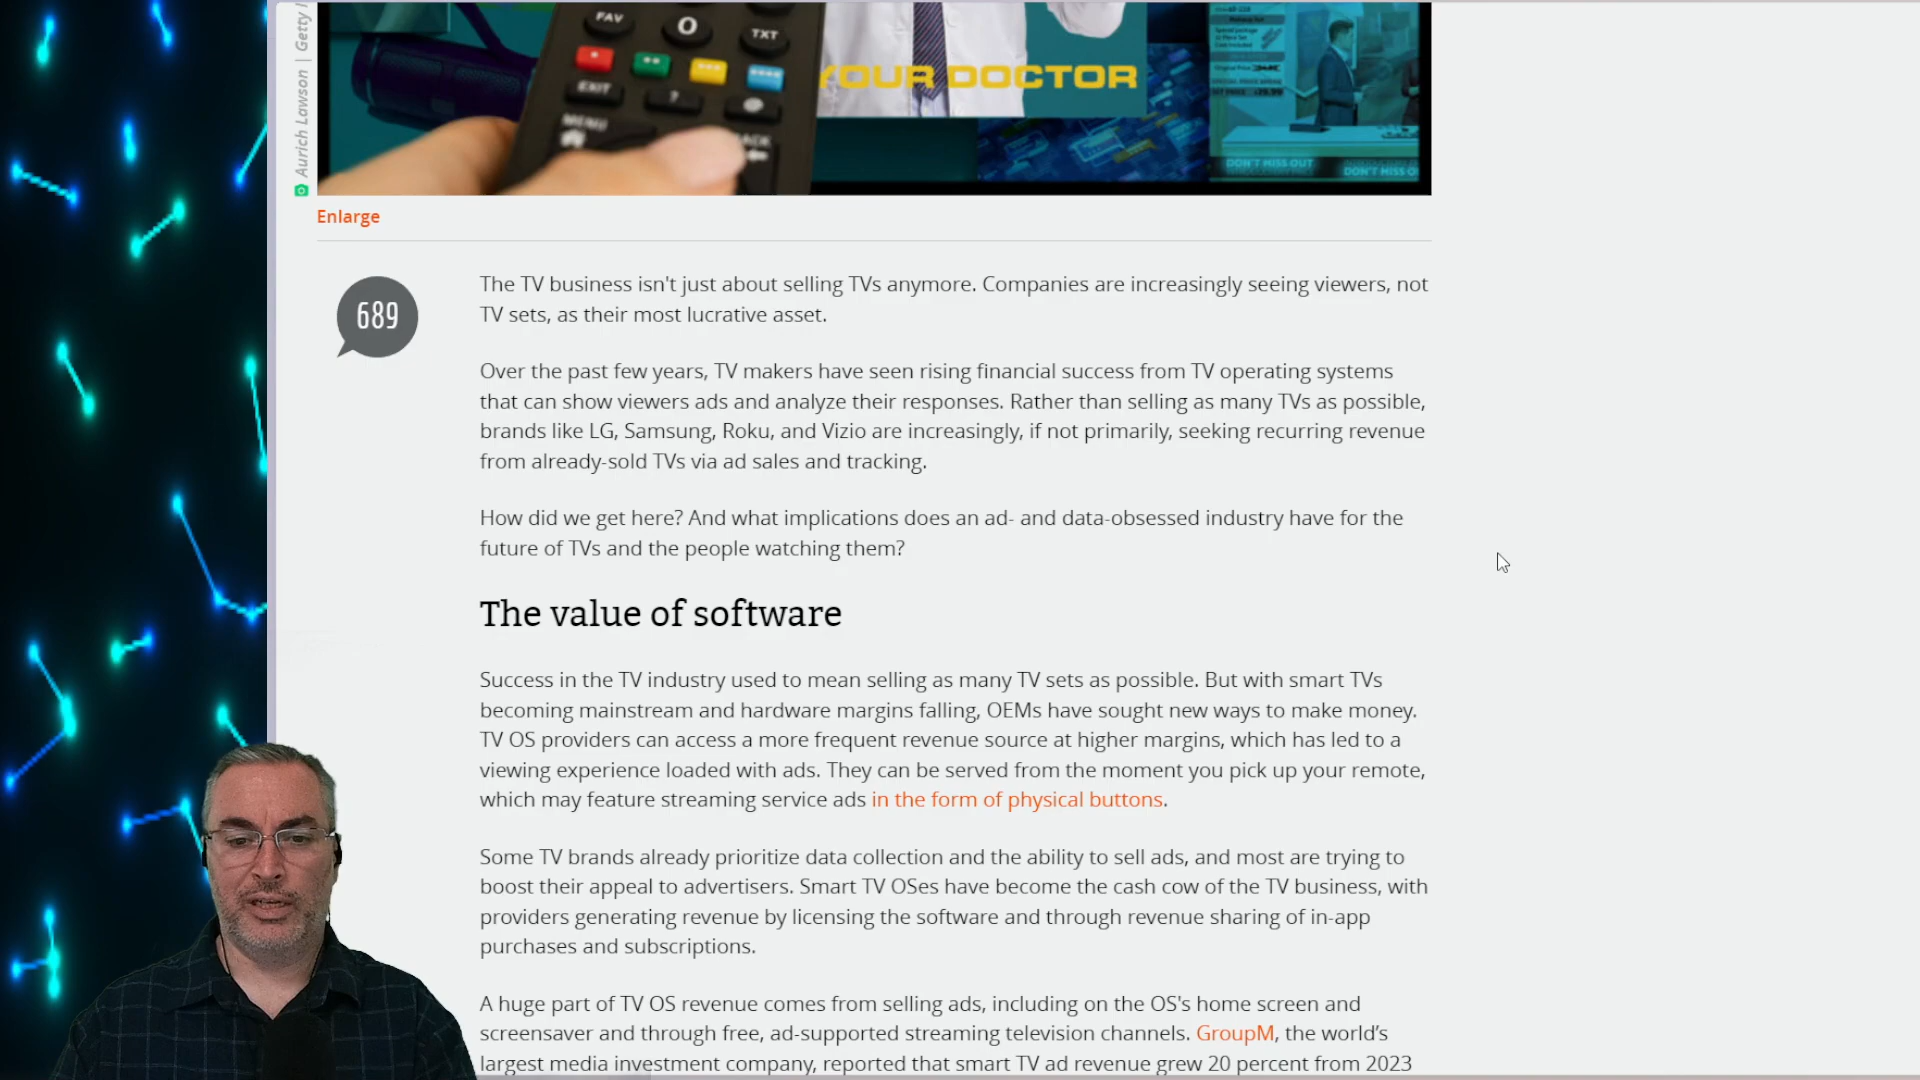 FAV
O
TXT
EXIT
?
MENU
YOUR DOCTOR
DON'T MISS OUT
Aurich Lawson | Getty
Enlarge
689
The TV business isn't just about selling TVs anymore. Companies are increasingly seeing viewers, not
TV sets, as their most lucrative asset.
Over the past few years, TV makers have seen rising financial success from TV operating systems
that can show viewers ads and analyze their responses. Rather than selling as many TVs as possible,
brands like LG, Samsung, Roku, and Vizio are increasingly, if not primarily, seeking recurring revenue
from already-sold TVs via ad sales and tracking.
How did we get here? And what implications does an ad- and data-obsessed industry have for the
future of TVs and the people watching them?
The value of software
Success in the TV industry used to mean selling as many TV sets as possible. But with smart TVs
becoming mainstream and hardware margins falling, OEMs have sought new ways to make money.
TV OS providers can access a more frequent revenue source at higher margins, which has led to a
viewing experience loaded with ads. They can be served from the moment you pick up your remote,
which may feature streaming service ads in the form of physical buttons.
Some TV brands already prioritize data collection and the ability to sell ads, and most are trying to
boost their appeal to advertisers. Smart TV OSes have become the cash cow of the TV business, with
providers generating revenue by licensing the software and through revenue sharing of in-app
purchases and subscriptions.
A huge part of TV OS revenue comes from selling ads, including on the OS's home screen and
screensaver and through free, ad-supported streaming television channels. GroupM, the world’s
largest media investment company, reported that smart TV ad revenue grew 20 percent from 2023